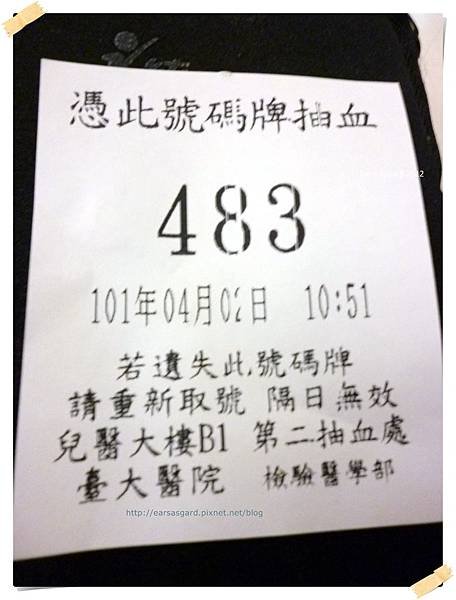 憑此號碼牌抽血
483
101年04月02日 10:51
若遺失此號碼牌
請重新取號 隔日無效
兒醫大樓B1 第二抽血處
臺大醫院 檢驗醫學部
http://earsasgard.pixnet.net/blog